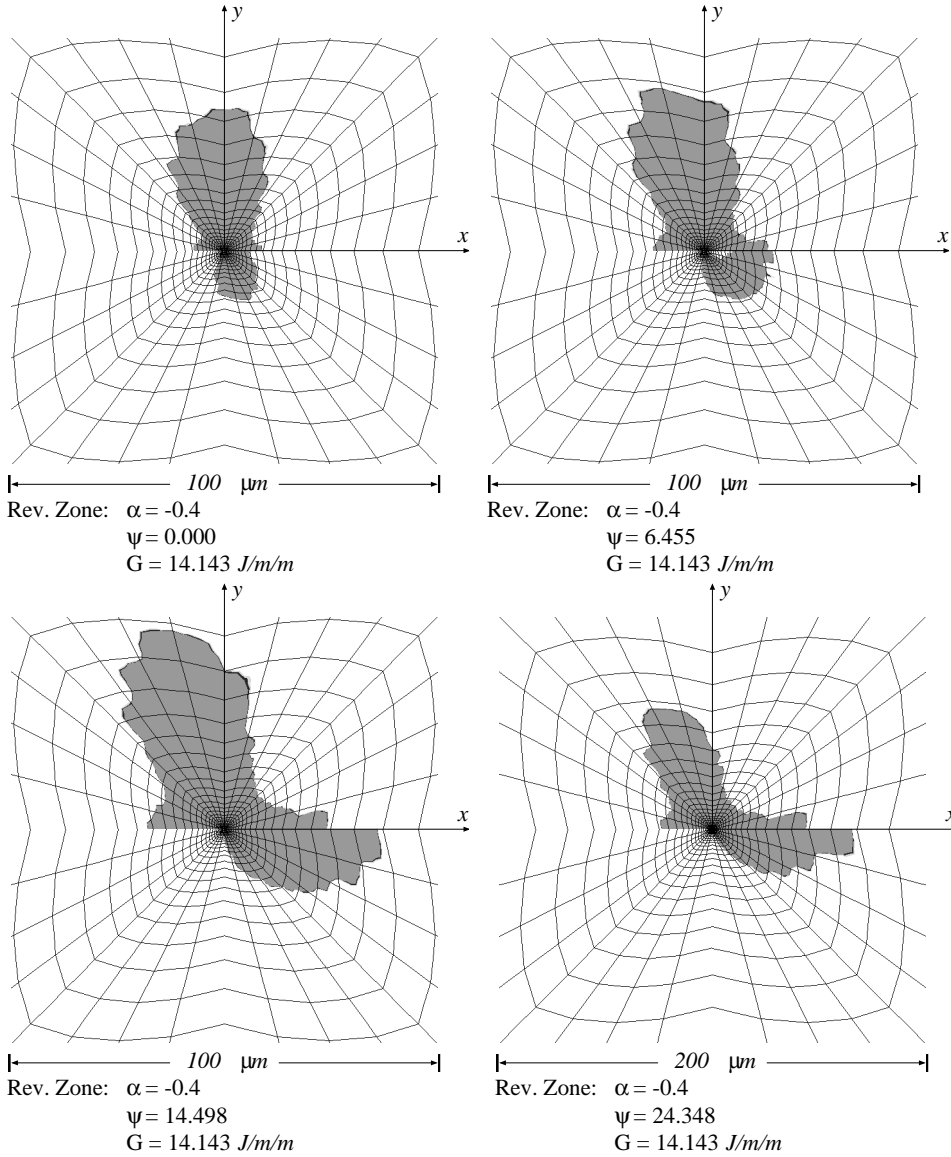 y
x
100 μm
Rev. Zone: α = -0.4
ψ = 0.000
G = 14.143 J/m/m
y
x
100 μm
Rev. Zone: α = -0.4
ψ = 6.455
G = 14.143 J/m/m
y
x
100 μm
Rev. Zone: α = -0.4
ψ = 14.498
G = 14.143 J/m/m
y
x
200 μm
Rev. Zone: α = -0.4
ψ = 24.348
G = 14.143 J/m/m